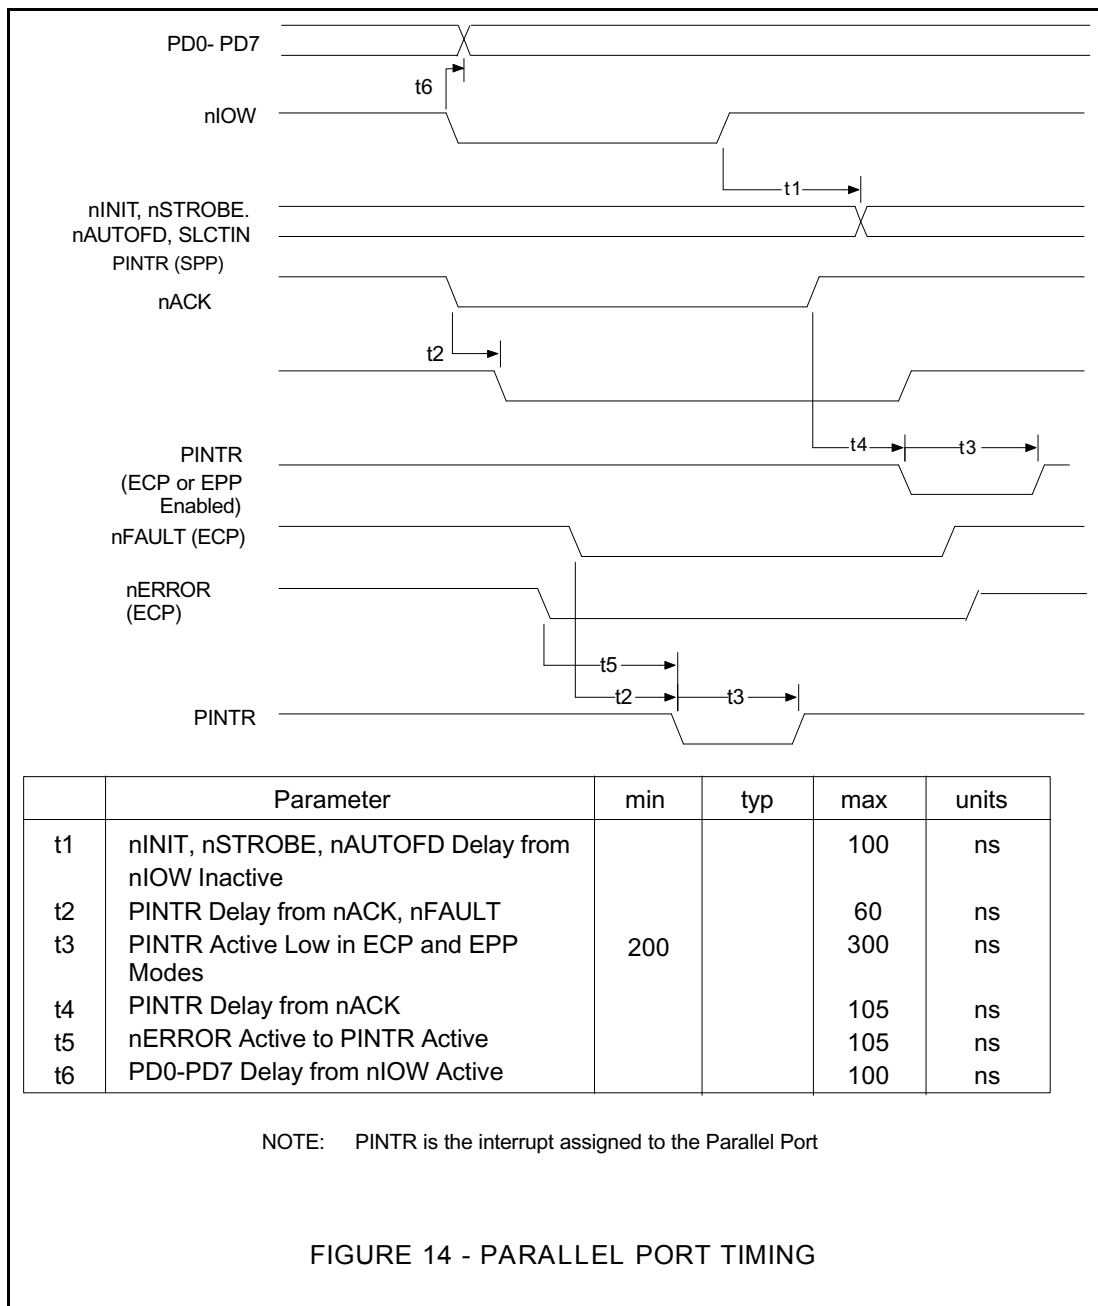 PD0- PD7
t6
nIOW
t1
nINIT, nSTROBE.
nAUTOFD, SLCTIN
PINTR (SPP)
nACK
t2
PINTR
(ECP or EPP
Enabled)
t4
t3
nFAULT (ECP)
nERROR
(ECP)
t5
t2
t3
PINTR
Parameter min typ max units
t1 nINIT, nSTROBE, nAUTOFD Delay from 100 ns
nIOW Inactive
t2 PINTR Delay from nACK, nFAULT 60 ns
t3 PINTR Active Low in ECP and EPP 200 300 ns
Modes
t4 PINTR Delay from nACK 105 ns
t5 nERROR Active to PINTR Active 105 ns
t6 PD0-PD7 Delay from nIOW Active 100 ns
NOTE: PINTR is the interrupt assigned to the Parallel Port
FIGURE 14 - PARALLEL PORT TIMING